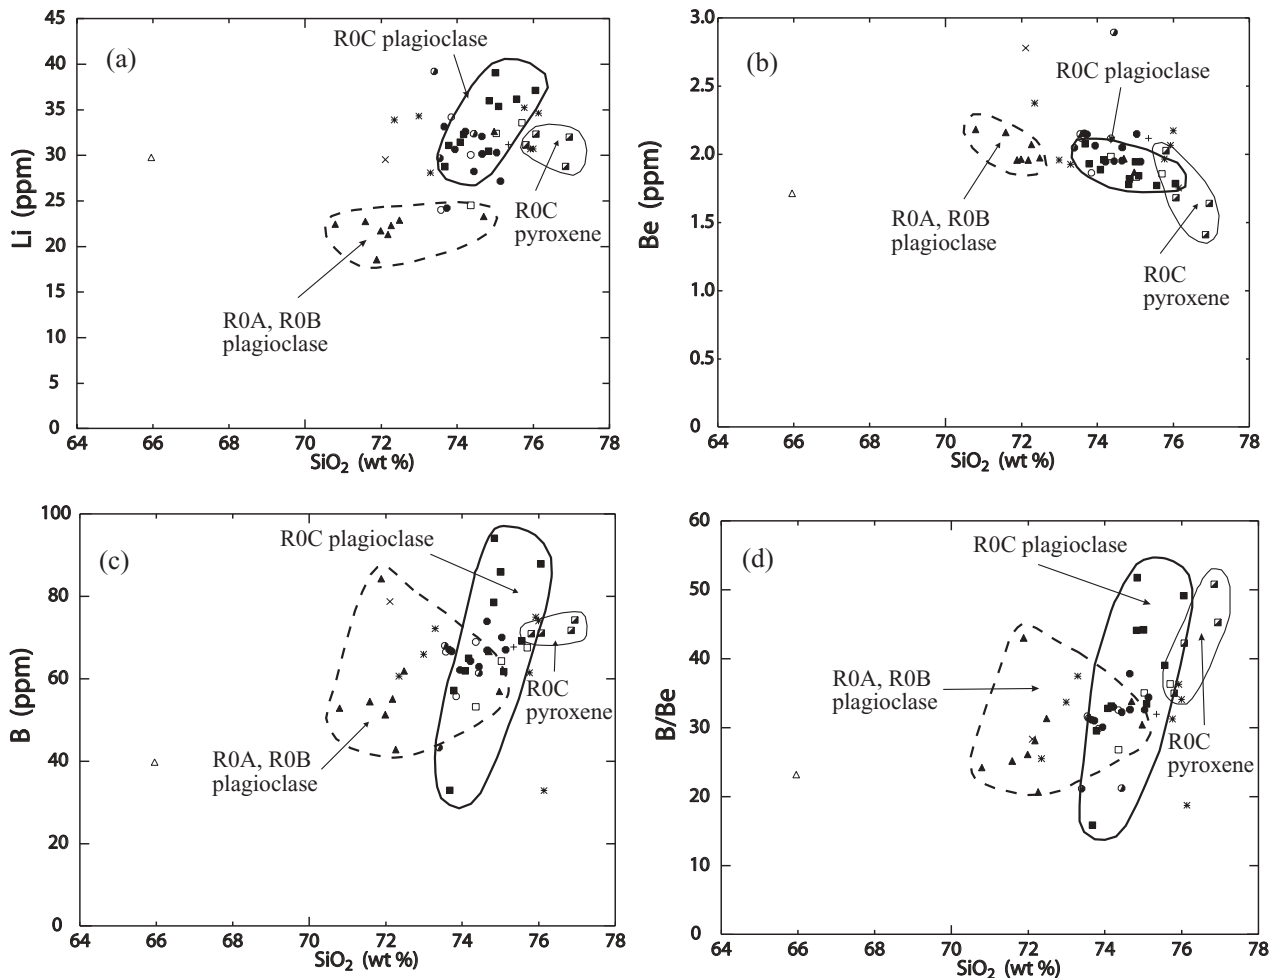 45
40
35
30
25
20
15
10
5
0
Li (ppm)
(a)
R0C plagioclase
R0C
pyroxene
R0A, R0B
plagioclase
64 66 68 70 72 74 76 78
SiO2 (wt %)
3.0
2.5
2.0
1.5
1.0
0.5
0
Be (ppm)
(b)
R0C plagioclase
R0A, R0B
plagioclase
R0C
pyroxene
64 66 68 70 72 74 76 78
SiO2 (wt %)
100
80
60
40
20
0
B (ppm)
(c)
R0C plagioclase
R0C
pyroxene
R0A, R0B
plagioclase
64 66 68 70 72 74 76 78
SiO2 (wt %)
60
50
40
30
20
10
0
B/Be
(d)
R0C plagioclase
R0A, R0B
plagioclase
R0C
pyroxene
64 66 68 70 72 74 76 78
SiO2 (wt %)